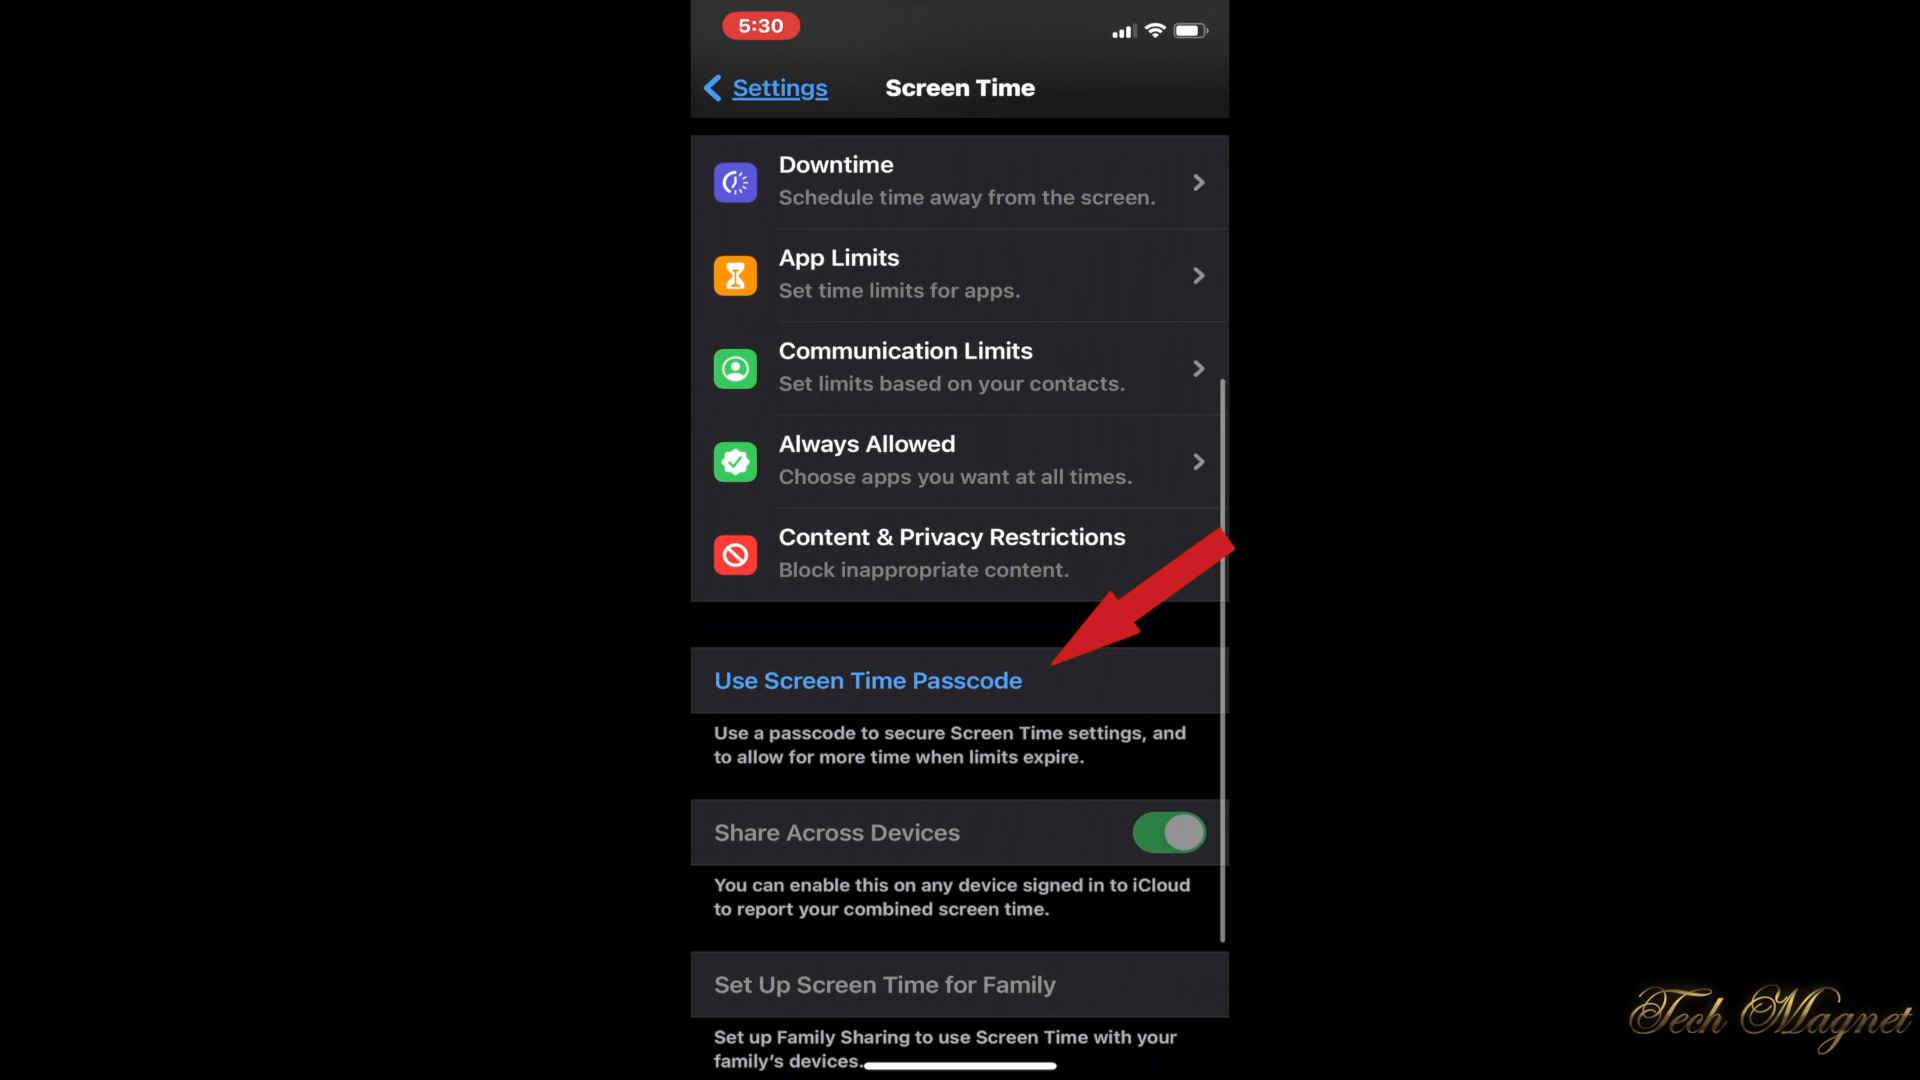 5:30
Settings
Screen Time
Downtime
Schedule time away from the screen.
App Limits
Set time limits for apps.
Communication Limits
Set limits based on your contacts.
Always Allowed
Choose apps you want at all times.
Content & Privacy Restrictions
Block inappropriate content.
Use Screen Time Passcode
Use a passcode to secure Screen Time settings, and
to allow for more time when limits expire.
Share Across Devices
You can enable this on any device signed in to iCloud
to report your combined screen time.
Set Up Screen Time for Family
Set up Family Sharing to use Screen Time with your
family’s devices.
Tech Magnet